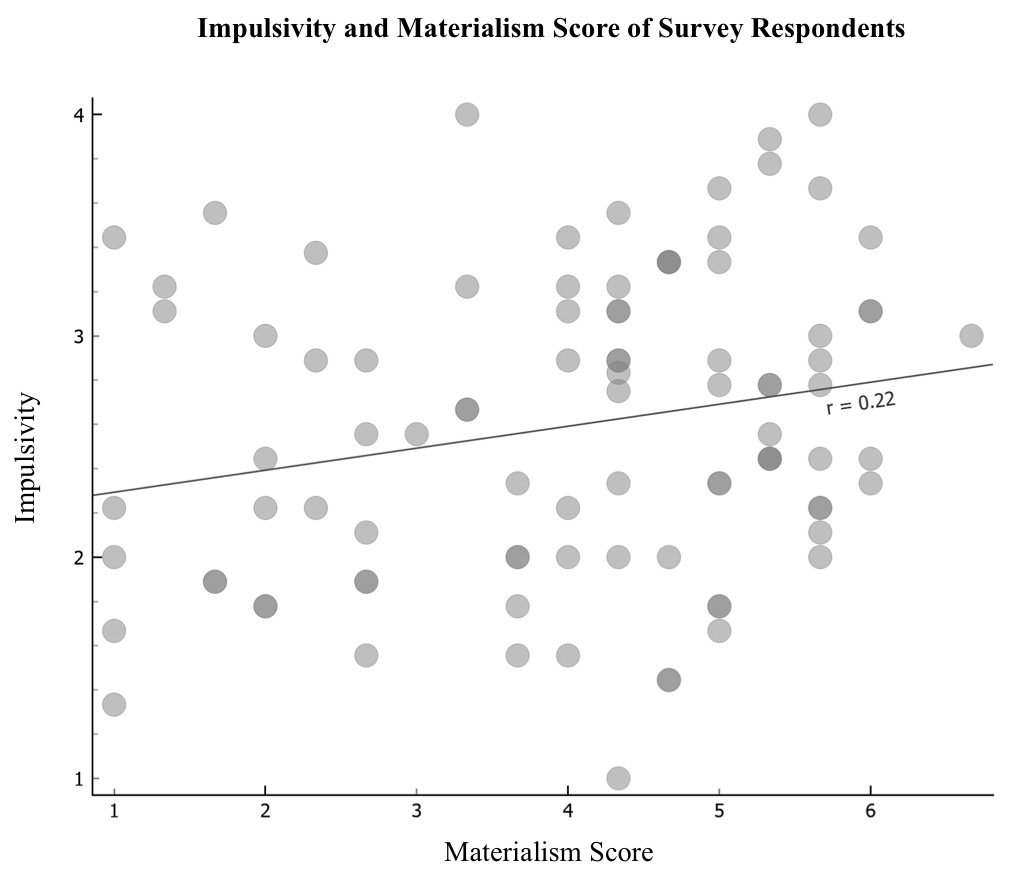 Impulsivity and Materialism Score of Survey Respondents
4
3
2
1
Impulsivity
r = 0.22
1 2 3 4 5 6
Materialism Score